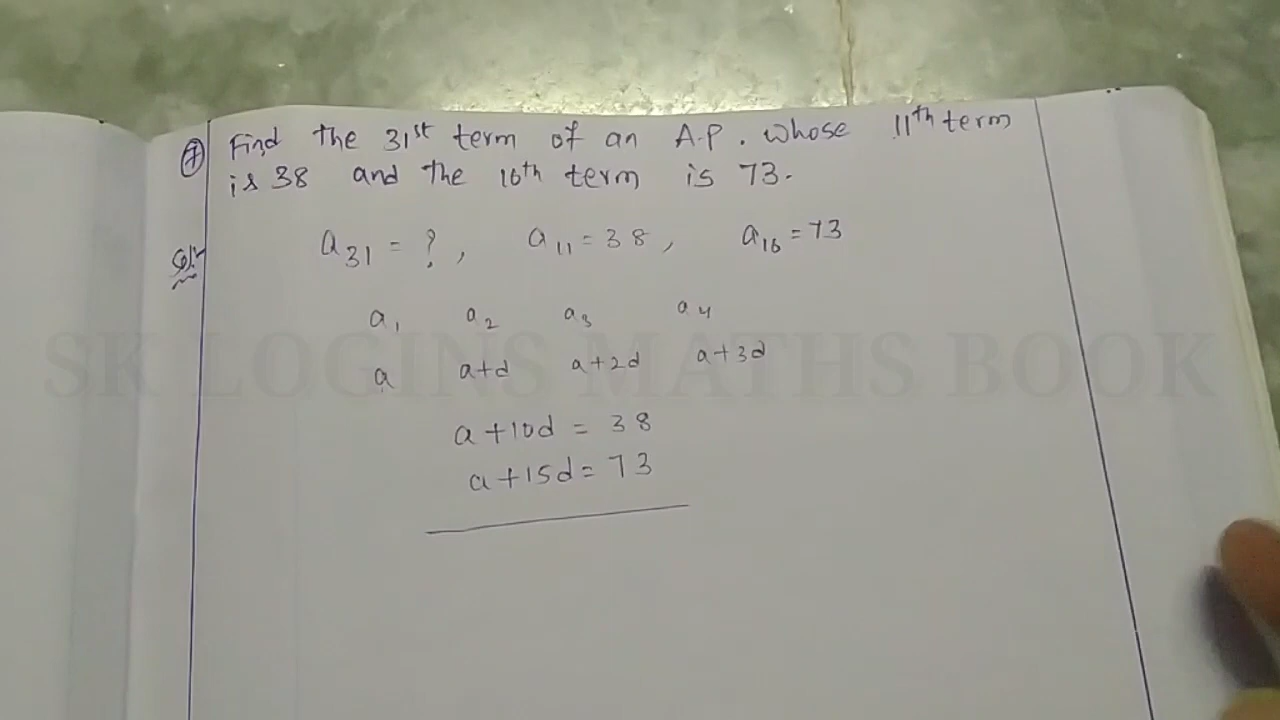 ⑦ Find the 31st term of an A.P. whose 11th term
is 38 and the 16th term is 73.
Sol:- a31 = ?, a11 = 38, a16 = 73
a1 a2 a3 a4
a a+d a+2d a+3d
a+10d = 38
a+15d = 73
SK LOGINS MATHS BOOK